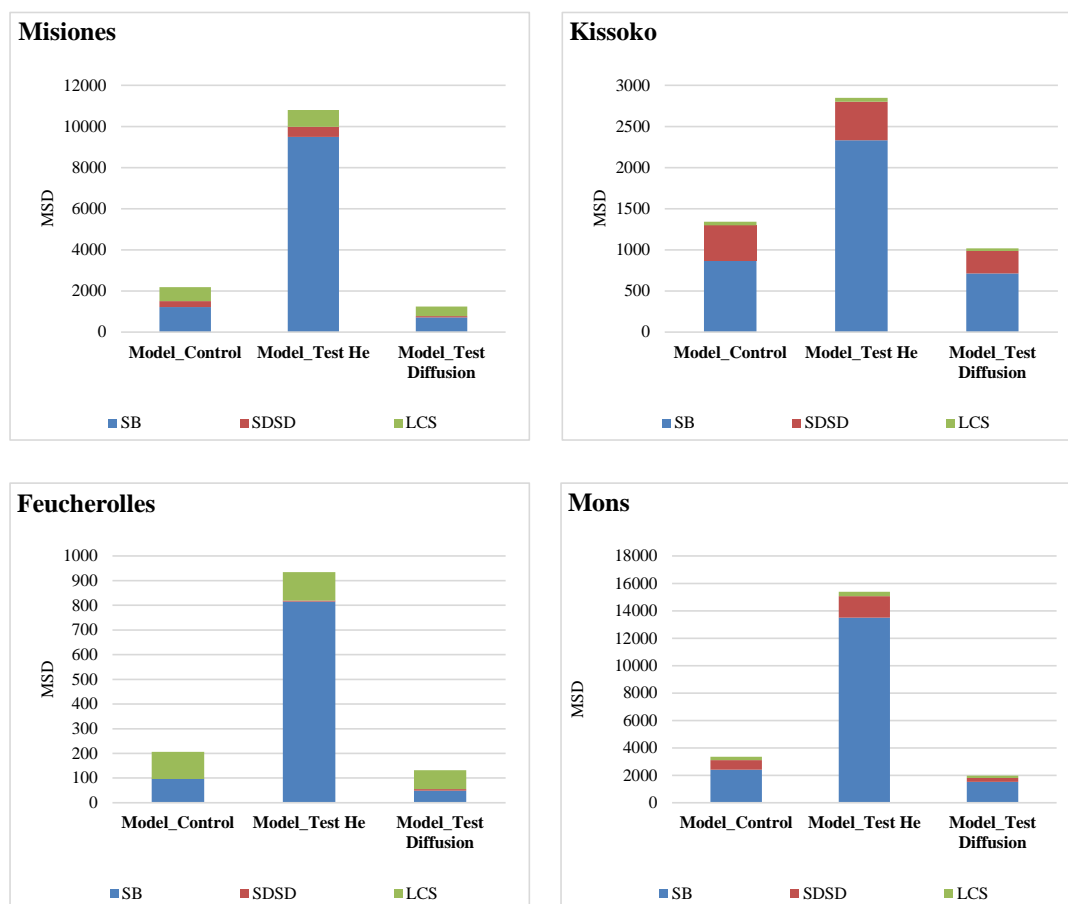 Misiones
12000
10000
8000
6000
4000
2000
0
MSD
Model_Control Model_Test He Model_Test
Diffusion
SB SDSD LCS
Kissoko
3000
2500
2000
1500
1000
500
0
MSD
Model_Control Model_Test He Model_Test
Diffusion
SB SDSD LCS
Feucherolles
1000
900
800
700
600
500
400
300
200
100
0
MSD
Model_Control Model_Test He Model_Test
Diffusion
SB SDSD LCS
Mons
18000
16000
14000
12000
10000
8000
6000
4000
2000
0
MSD
Model_Control Model_Test He Model_Test
Diffusion
SB SDSD LCS